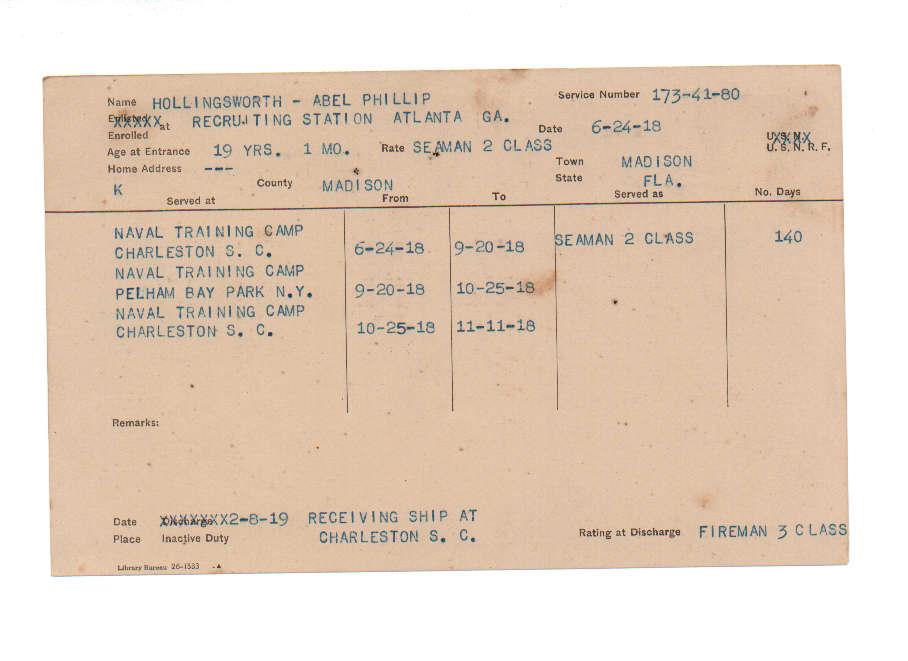 Name HOLLINGSWORTH - ABEL PHILLIP Service Number 173-41-80
Enlisted XXXXX at RECRUITING STATION ATLANTA GA.
Enrolled Date 6-24-18 U.S.N. XXXX
Age at Entrance 19 YRS. 1 MO. Rate SEAMAN 2 CLASS U.S.N.R.F.
Home Address --- Town MADISON
K County MADISON State FLA.
Served at From To Served as No. Days
NAVAL TRAINING CAMP
CHARLESTON S. C. 6-24-18 9-20-18 SEAMAN 2 CLASS 140
NAVAL TRAINING CAMP
PELHAM BAY PARK N.Y. 9-20-18 10-25-18
NAVAL TRAINING CAMP
CHARLESTON S. C. 10-25-18 11-11-18
Remarks:
Date Discharge XXXXXXX 2-8-19 RECEIVING SHIP AT
Place Inactive Duty CHARLESTON S. C. Rating at Discharge FIREMAN 3 CLASS
Library Bureau 26-1583